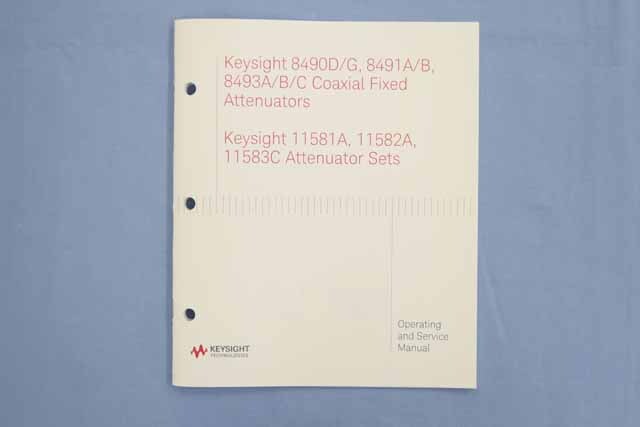 Keysight 8490D/G, 8491A/B,
8493A/B/C Coaxial Fixed
Attenuators
Keysight 11581A, 11582A,
11583C Attenuator Sets
Operating
and Service
Manual
KEYSIGHT
TECHNOLOGIES